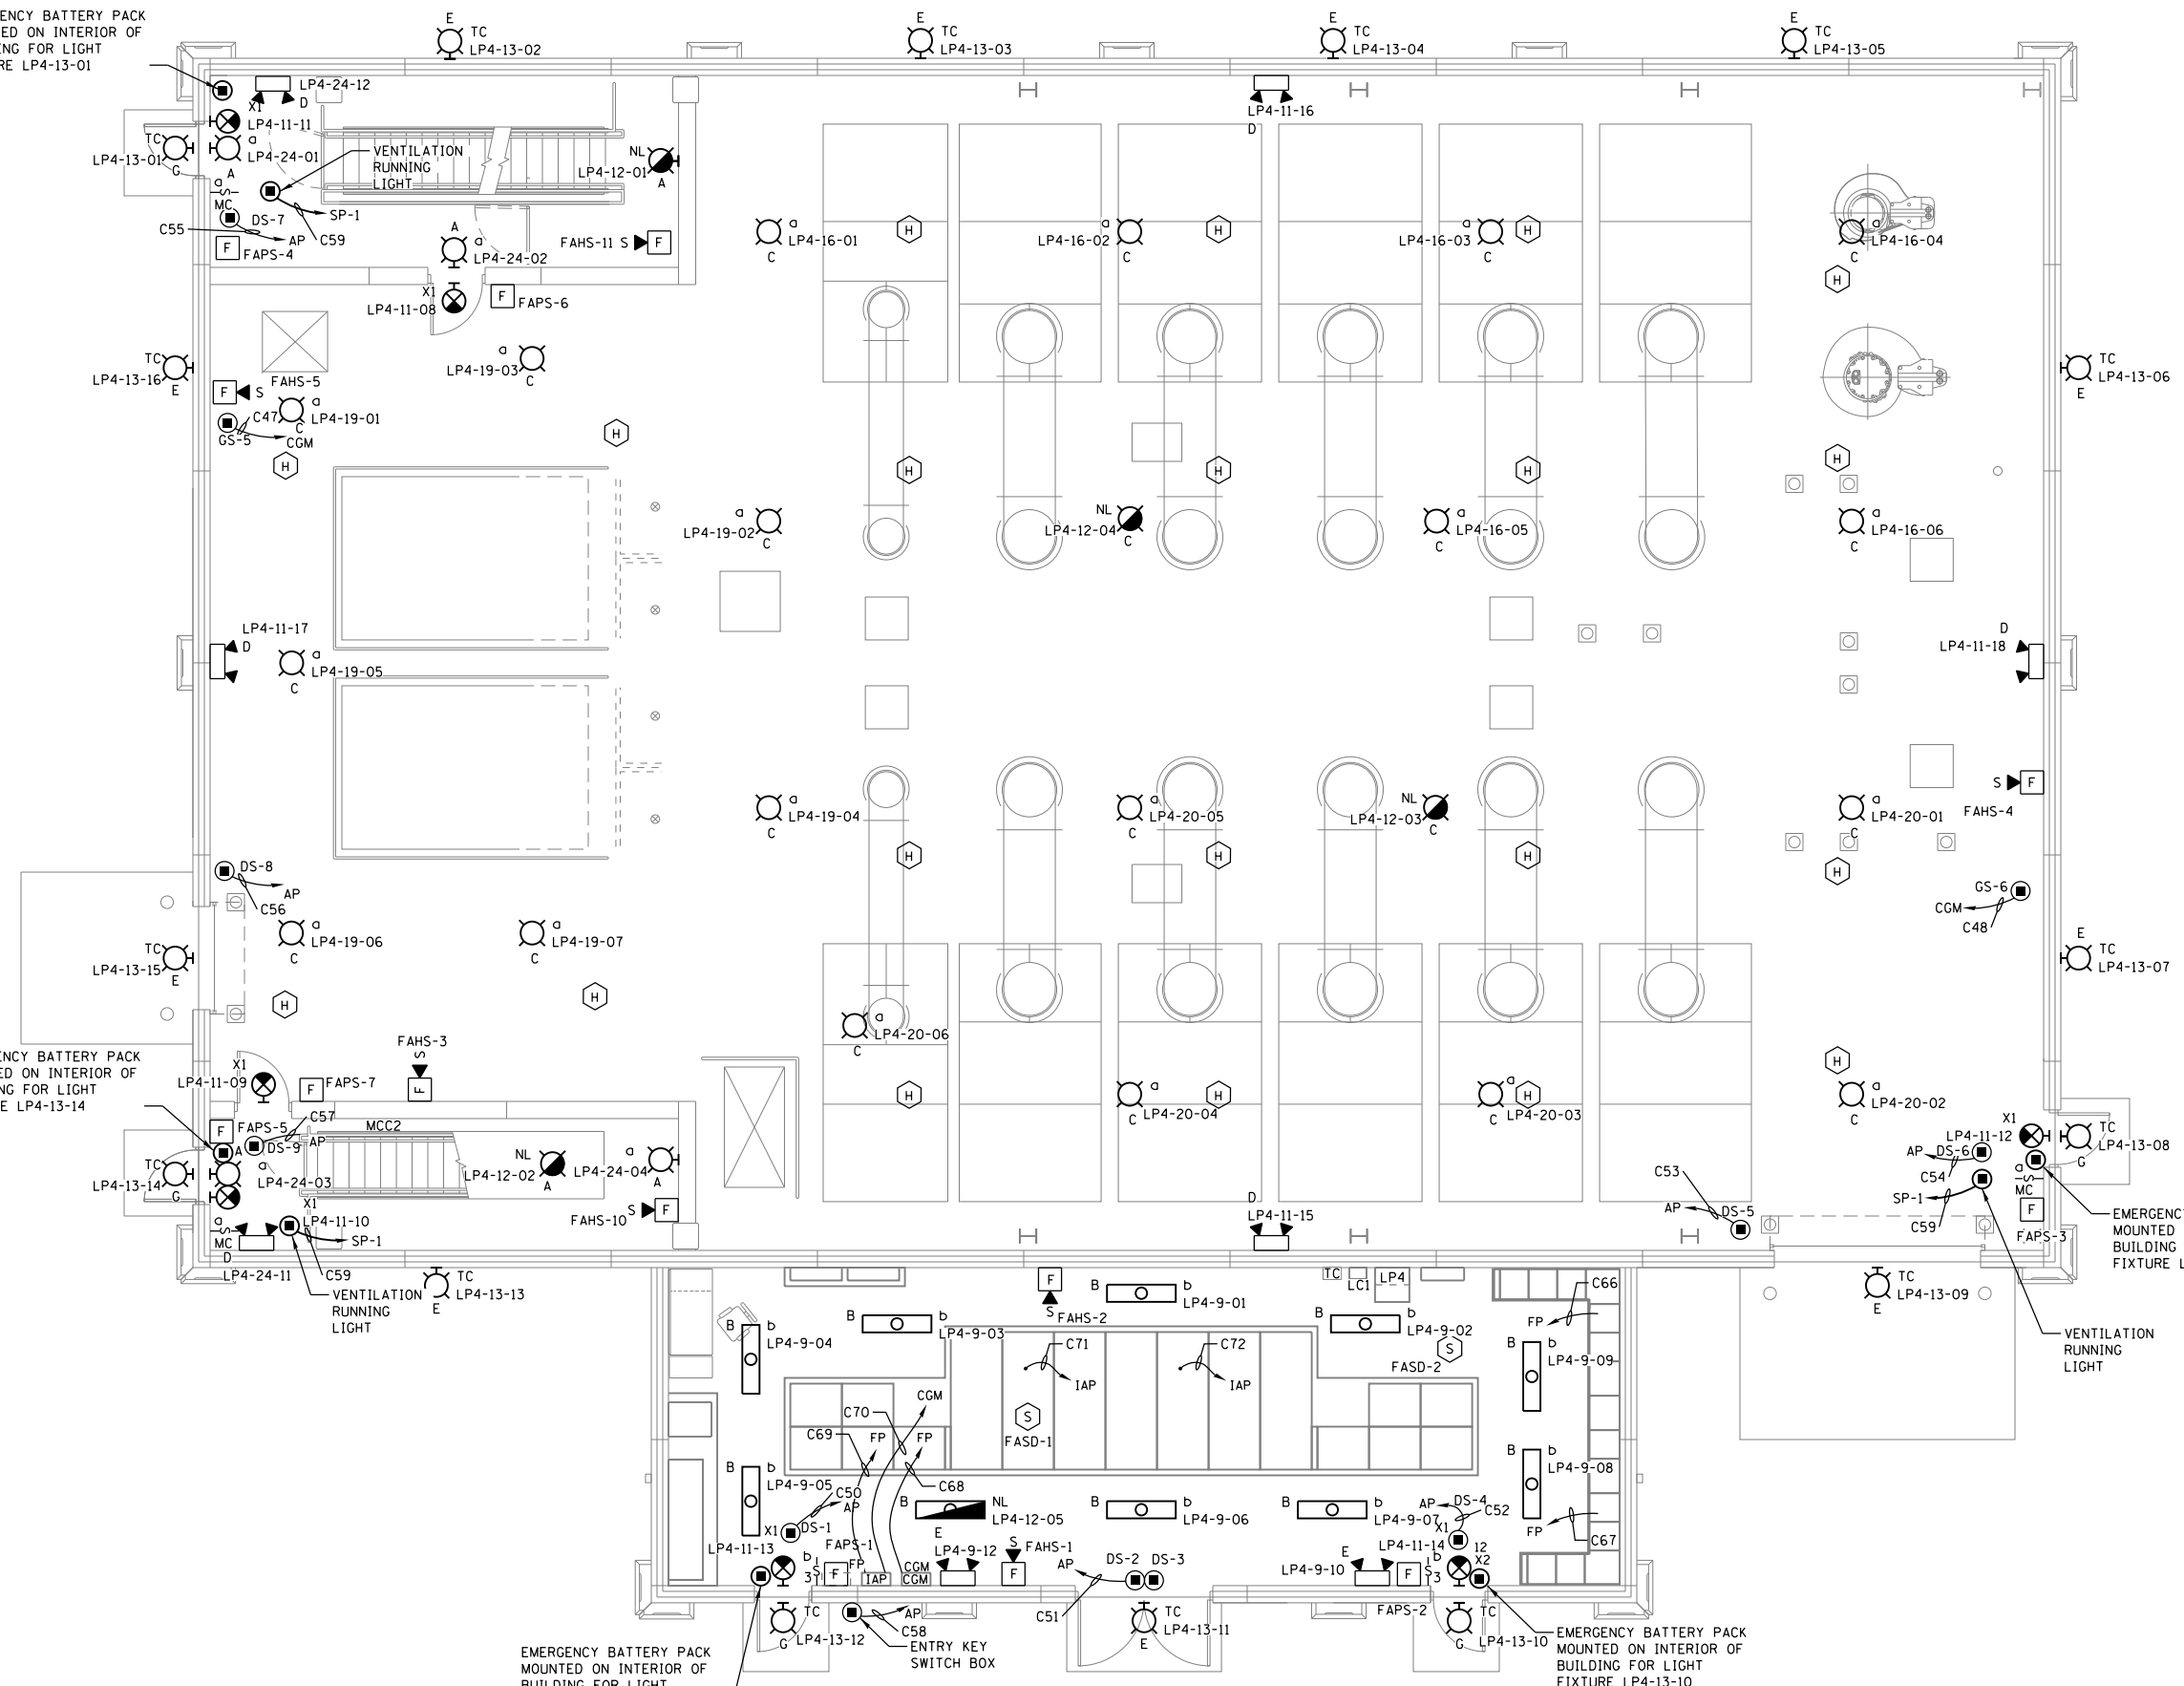 ENCY BATTERY PACK
ED ON INTERIOR OF
ING FOR LIGHT
RE LP4-13-01
E
TC
LP4-13-02
E
TC
LP4-13-03
E
TC
LP4-13-04
E
TC
LP4-13-05
LP4-24-12
D
X1
LP4-11-11
LP4-11-16
D
TC
LP4-13-01
G
a
LP4-24-01
A
VENTILATION
RUNNING
LIGHT
NL
LP4-12-01
A
a
S
MC
DS-7
SP-1
C55
AP
C59
F
FAPS-4
A
a
LP4-24-02
FAHS-11 S
F
a
LP4-16-01
C
H
a
LP4-16-02
C
H
a
LP4-16-03
C
H
a
LP4-16-04
C
H
X1
LP4-11-08
F
FAPS-6
TC
LP4-13-16
E
a
LP4-19-03
C
FAHS-5
F
S
a
LP4-19-01
C
C47
GS-5
CGM
H
H
H
H
H
H
TC
LP4-13-06
E
a
LP4-19-02
C
NL
LP4-12-04
C
a
LP4-16-05
C
a
LP4-16-06
C
LP4-11-17
D
a
LP4-19-05
C
D
LP4-11-18
a
LP4-19-04
C
a
LP4-20-05
C
NL
LP4-12-03
C
a
LP4-20-01
C
S
F
FAHS-4
H
H
H
H
DS-8
AP
C56
GS-6
CGM
C48
a
LP4-19-06
C
a
LP4-19-07
C
TC
LP4-13-15
E
E
TC
LP4-13-07
H
H
a
LP4-20-06
C
ENCY BATTERY PACK
ED ON INTERIOR OF
NG FOR LIGHT
E LP4-13-14
FAHS-3
S
F
X1
LP4-11-09
F
FAPS-7
H
H
H
H
a
LP4-20-04
C
a
LP4-20-03
C
a
LP4-20-02
C
C57
MCC2
F
FAPS-5
AP
DS-9
A
TC
LP4-13-14
G
a
LP4-24-03
X1
LP4-11-10
NL
LP4-12-02
A
a
LP4-24-04
FAHS-10
S
F
X1
LP4-11-12
TC
LP4-13-08
G
AP
DS-6
C54
SP-1
C59
a
S
MC
F
FAPS-3
C53
AP
DS-5
D
LP4-11-15
a
S
MC
D
LP4-24-11
SP-1
C59
VENTILATION
RUNNING
LIGHT
TC
LP4-13-13
E
EMERGENC
MOUNTED
BUILDING
FIXTURE L
TC
LP4-13-09
E
VENTILATION
RUNNING
LIGHT
F
S
FAHS-2
B
b
LP4-9-01
TC
LC1
LP4
B
b
LP4-9-03
B
b
LP4-9-02
B
b
LP4-9-04
C66
FP
B
b
LP4-9-09
S
FASD-2
C71
IAP
C72
IAP
CGM
C70
C69
FP
FP
S
FASD-1
C68
B
b
LP4-9-05
C50
AP
B
NL
LP4-12-05
E
B
b
LP4-9-06
B
b
LP4-9-07
B
b
LP4-9-08
AP
DS-4
C52
FP
C67
X1
DS-1
LP4-11-13
FAPS-1
FP
b
S
3
F
IAP
CGM
CGM
LP4-9-12
S
FAHS-1
F
AP
DS-2
DS-3
C51
E
LP4-9-10
F
FAPS-2
X1
LP4-11-14
b
S
3
12
X2
TC
LP4-13-12
G
AP
C58
ENTRY KEY
SWITCH BOX
TC
LP4-13-11
E
TC
LP4-13-10
G
EMERGENCY BATTERY PACK
MOUNTED ON INTERIOR OF
BUILDING FOR LIGHT
EMERGENCY BATTERY PACK
MOUNTED ON INTERIOR OF
BUILDING FOR LIGHT
FIXTURE LP4-13-10